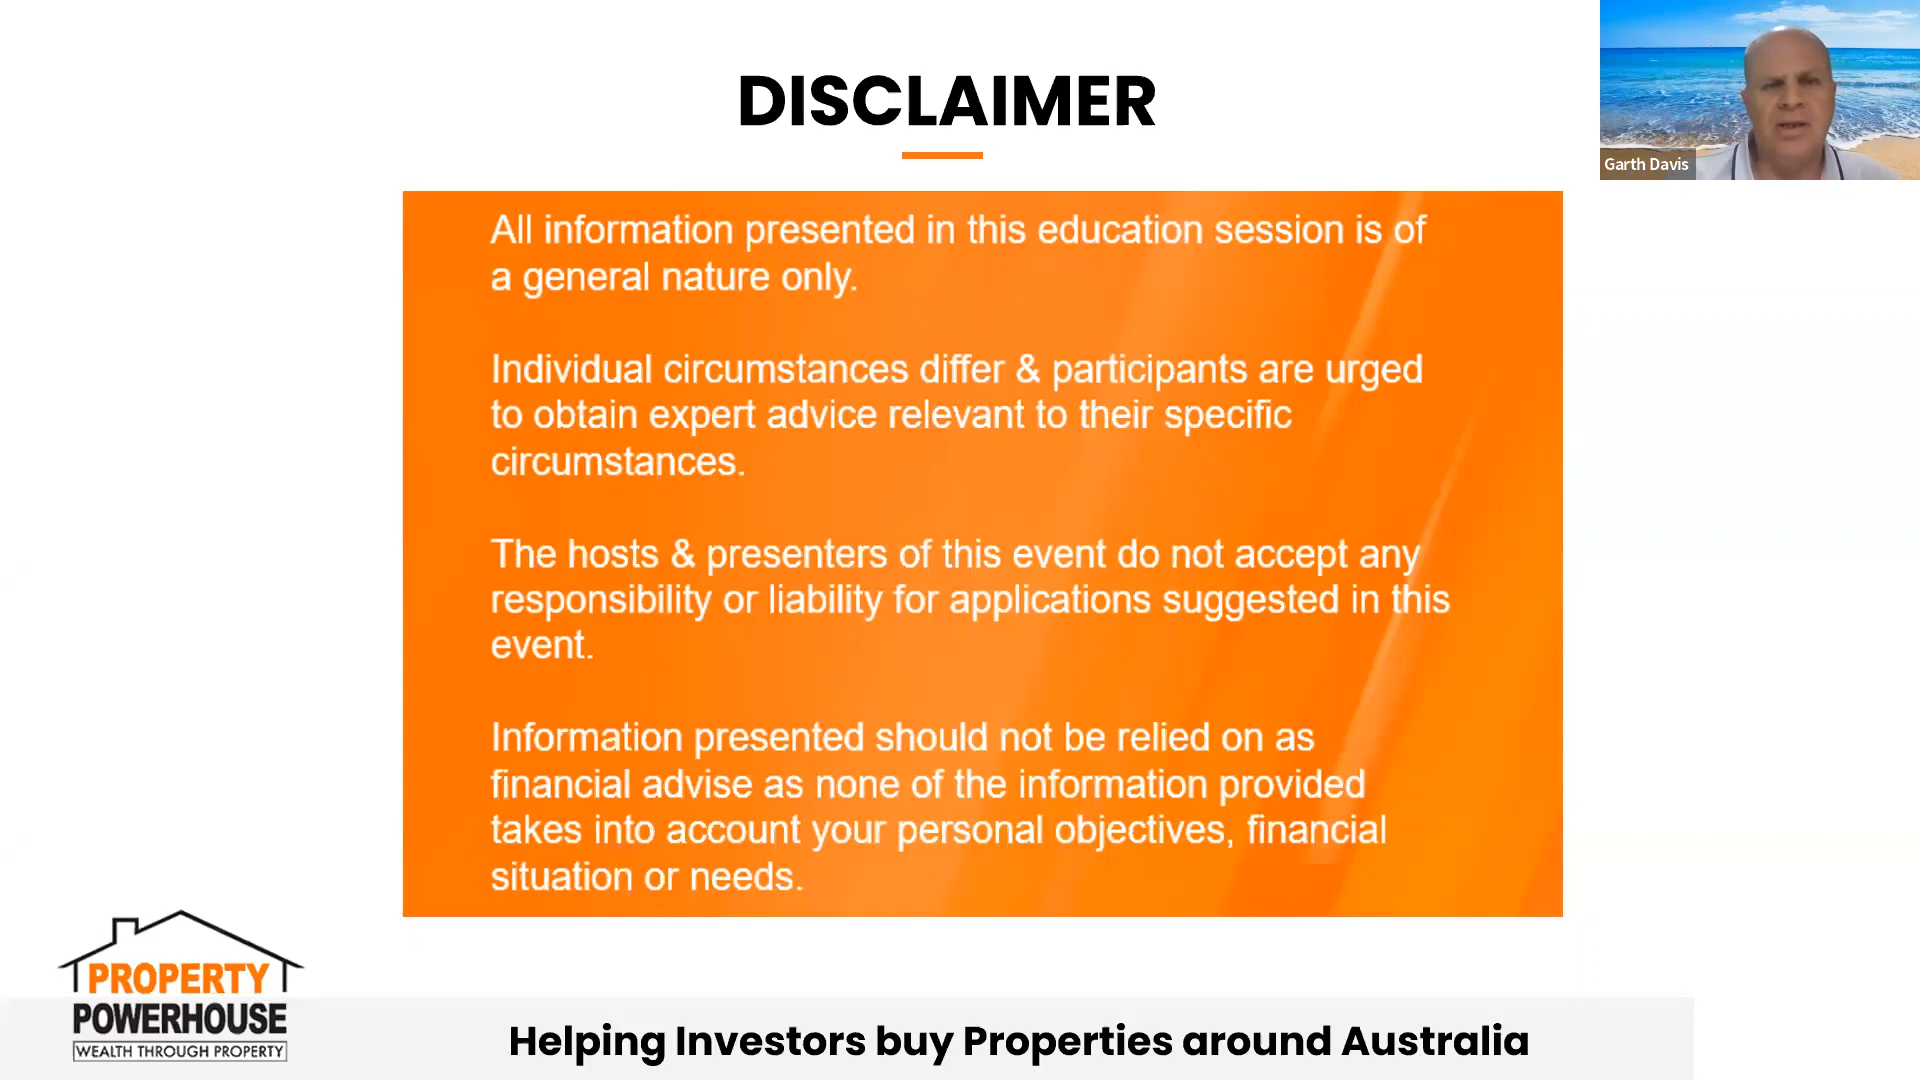 DISCLAIMER
Garth Davis
All information presented in this education session is of
a general nature only.
Individual circumstances differ & participants are urged
to obtain expert advice relevant to their specific
circumstances.
The hosts & presenters of this event do not accept any
responsibility or liability for applications suggested in this
event.
Information presented should not be relied on as
financial advise as none of the information provided
takes into account your personal objectives, financial
situation or needs.
PROPERTY
POWERHOUSE
WEALTH THROUGH PROPERTY
Helping Investors buy Properties around Australia